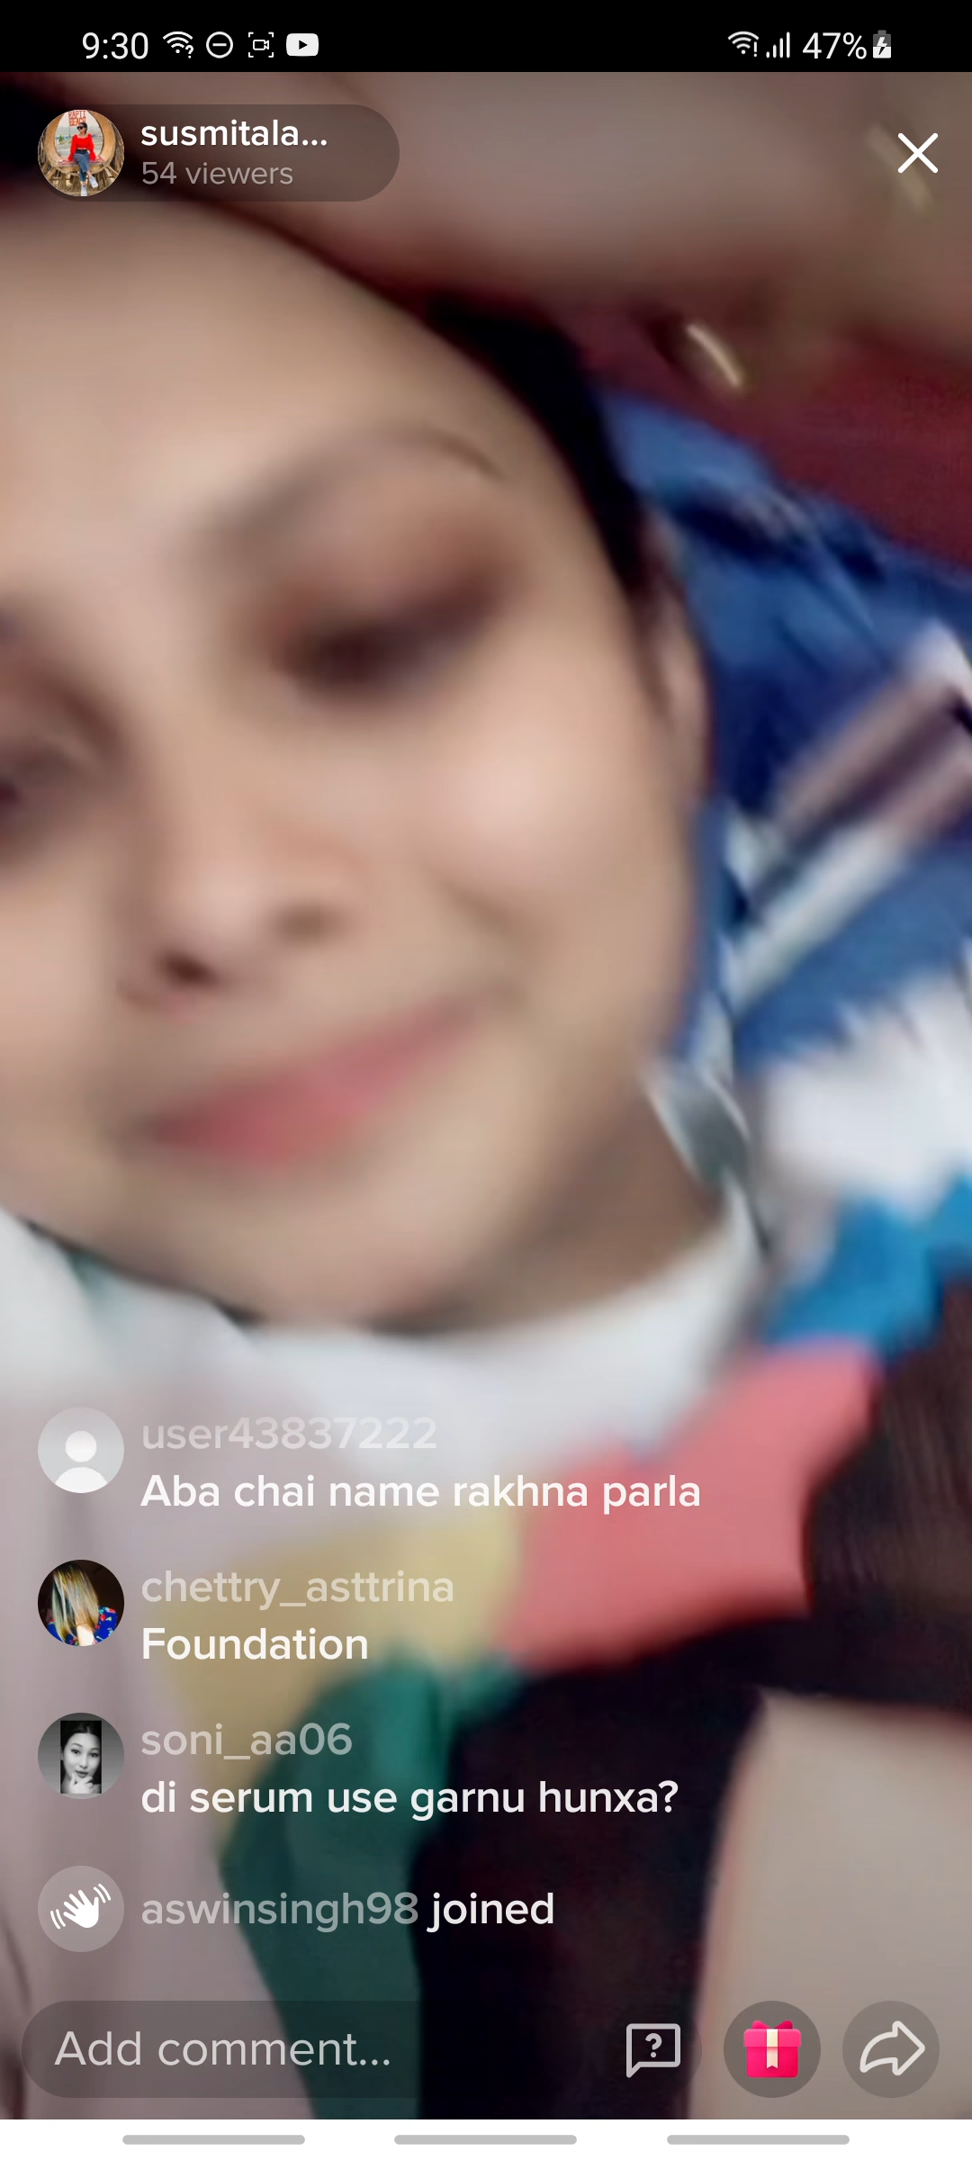 9:30 47%
susmitala...
54 viewers
user43837222
Aba chai name rakhna parla
chettry_asttrina
Foundation
soni_aa06
di serum use garnu hunxa?
aswinsingh98 joined
Add comment...